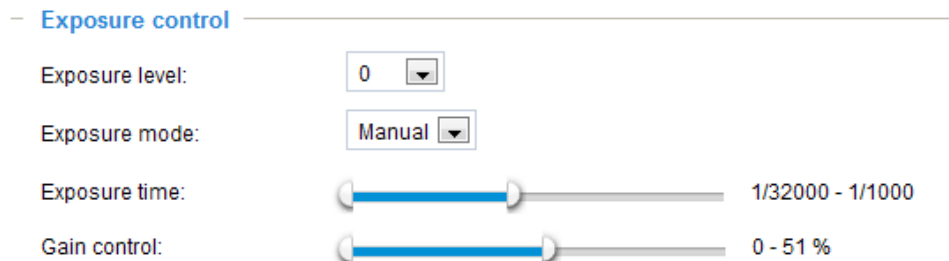 Exposure control
Exposure level: 0
Exposure mode: Manual
Exposure time: 1/32000 - 1/1000
Gain control: 0 - 51 %